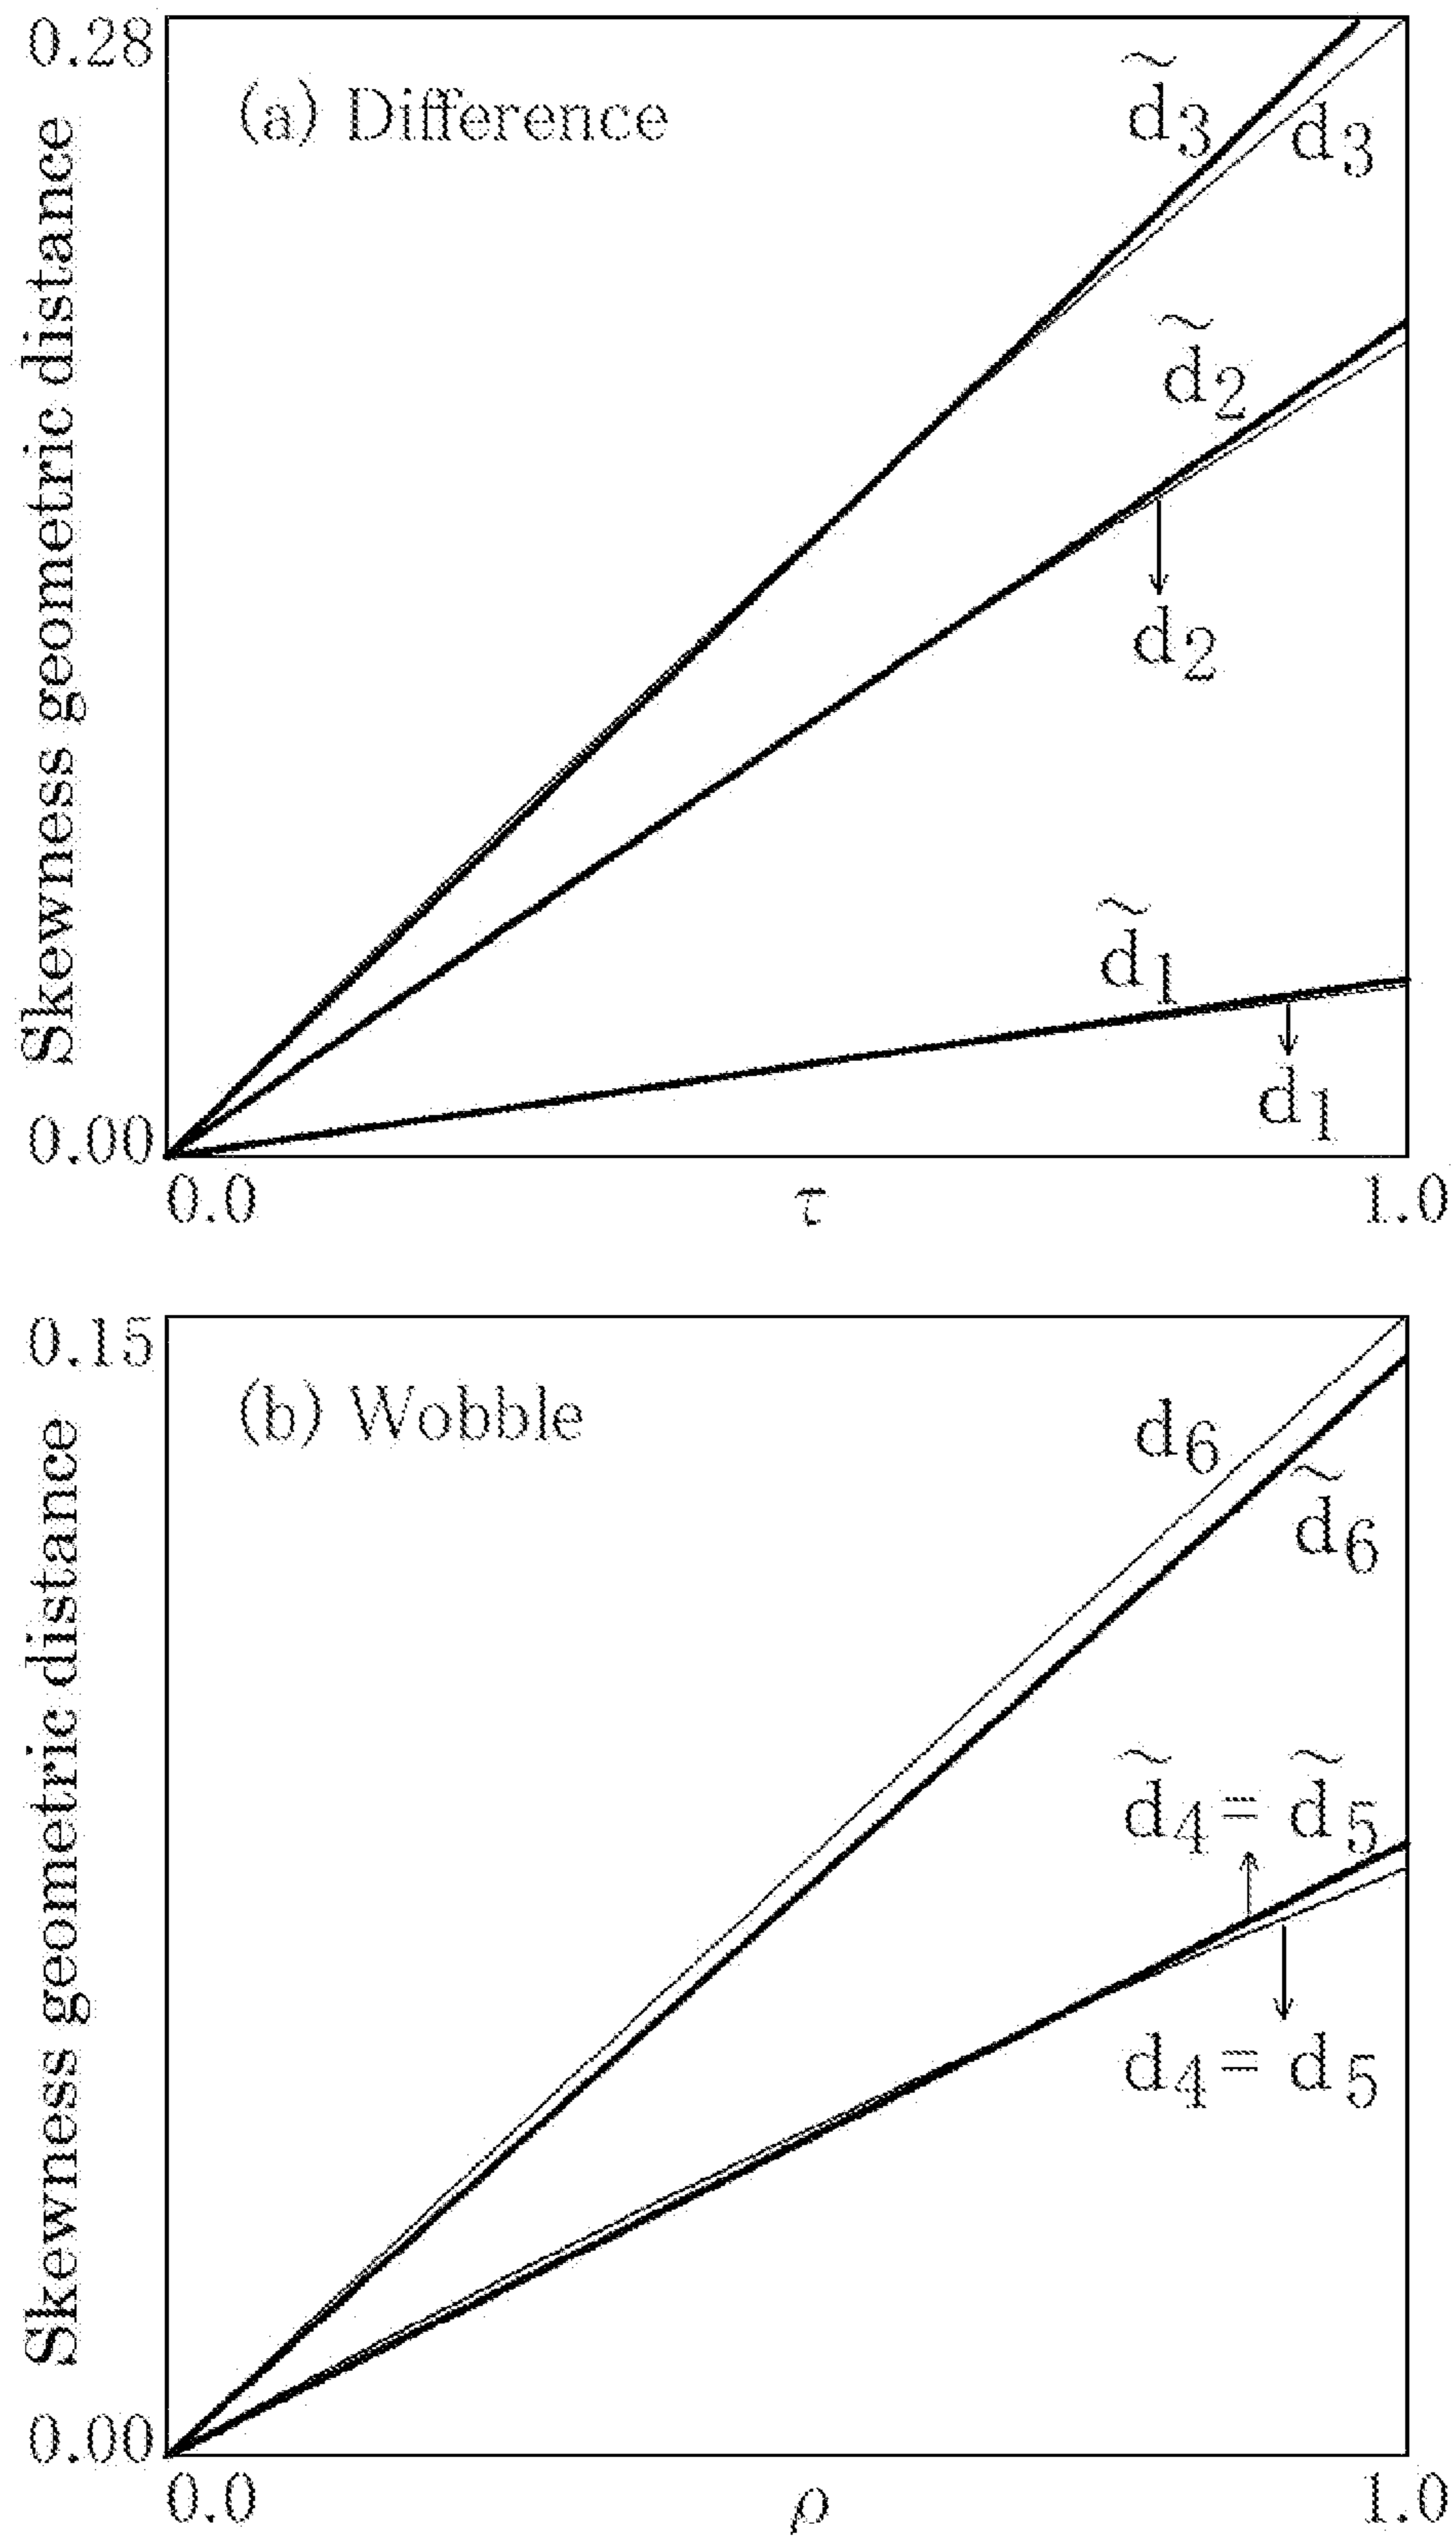 0.28
(a) Difference
d̃3
d3
d̃2
d2
d̃1
d1
Skewness geometric distance
0.00
0.0
τ
1.0
0.15
(b) Wobble
d6
d̃6
d̃4 = d̃5
d4 = d5
Skewness geometric distance
0.00
0.0
ρ
1.0